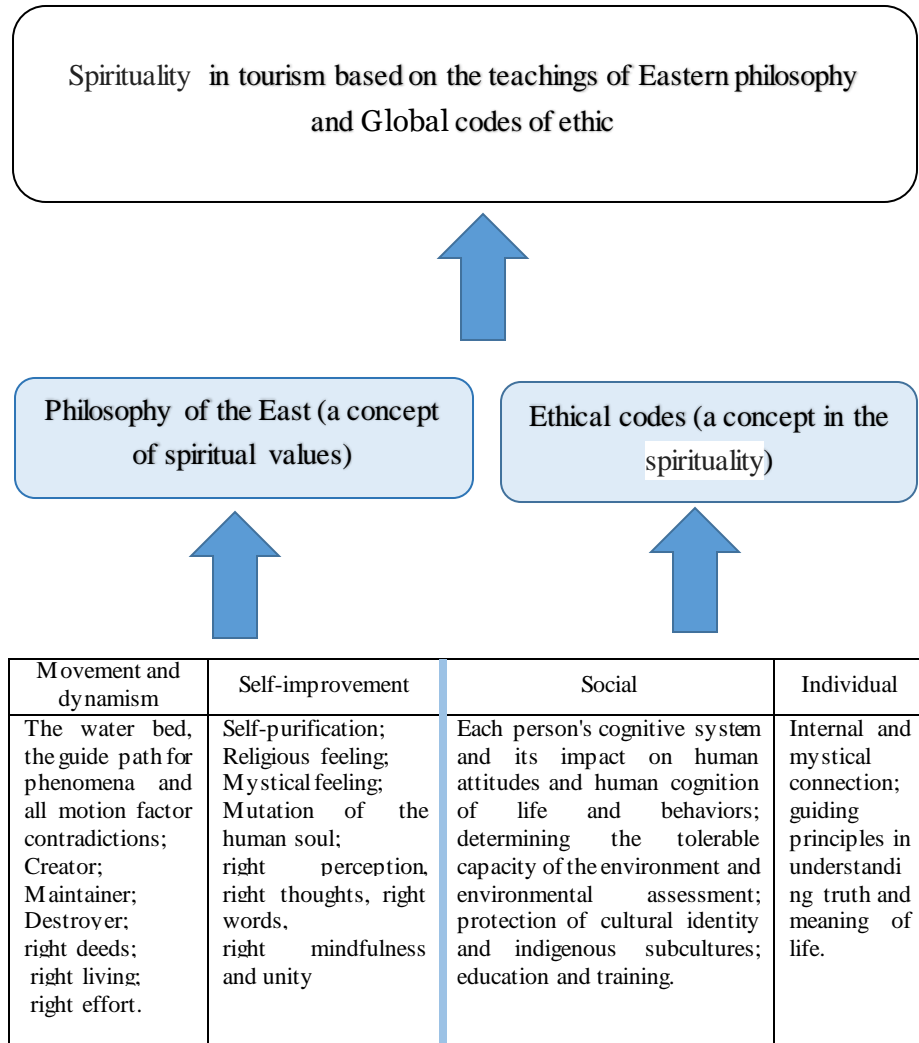 Spirituality in tourism based on the teachings of Eastern philosophy
and Global codes of ethic
Philosophy of the East (a concept
of spiritual values)
Ethical codes (a concept in the
spirituality)
Movement and
dynamism
Self-improvement
Social
Individual
The water bed,
the guide path for
phenomena and
all motion factor
contradictions;
Creator;
Maintainer;
Destroyer;
right deeds;
right living;
right effort.
Self-purification;
Religious feeling;
Mystical feeling;
Mutation of the
human soul;
right perception,
right thoughts, right
words,
right mindfulness
and unity
Each person's cognitive system
and its impact on human
attitudes and human cognition
of life and behaviors;
determining the tolerable
capacity of the environment and
environmental assessment;
protection of cultural identity
and indigenous subcultures;
education and training.
Internal and
mystical
connection;
guiding
principles in
understandi
ng truth and
meaning of
life.